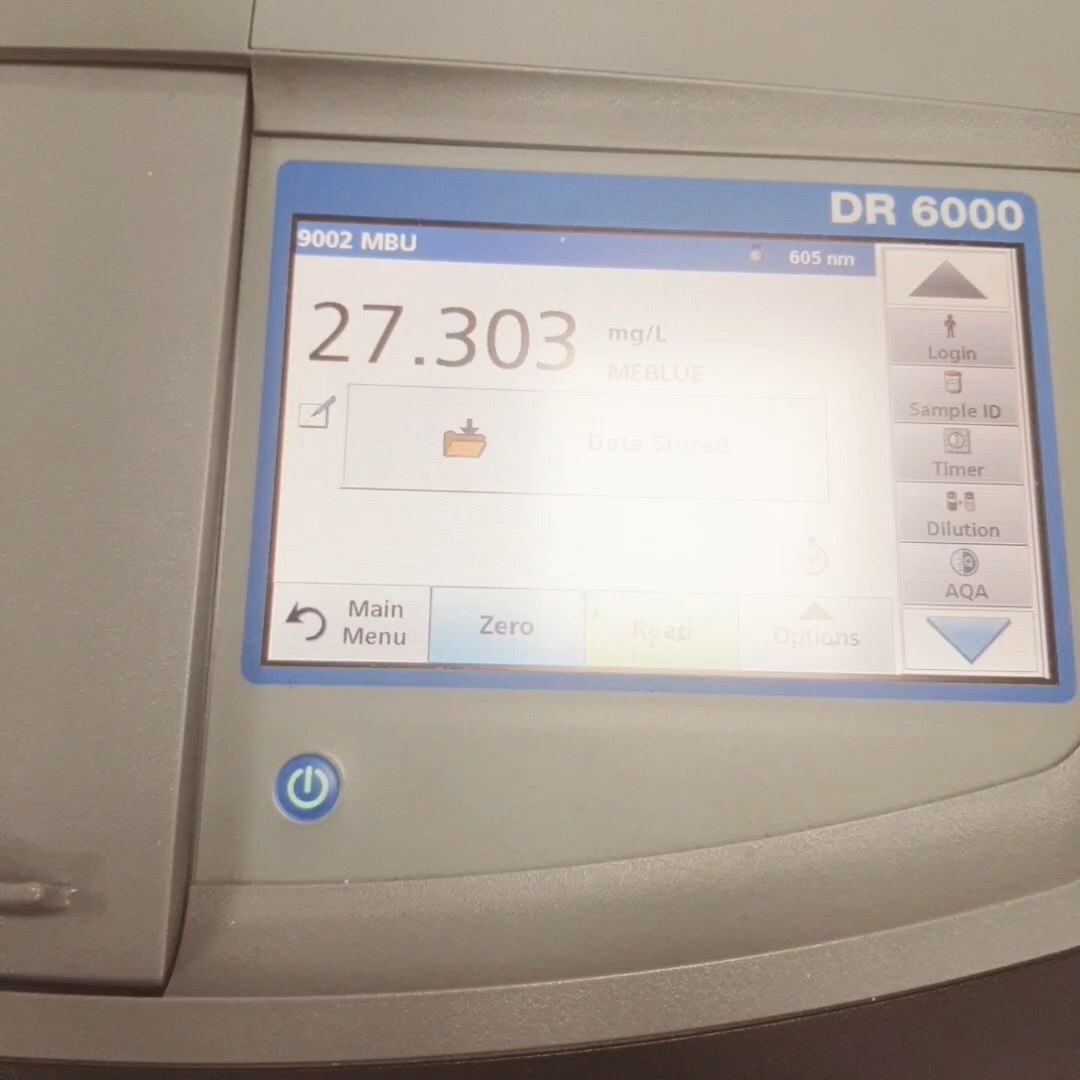 DR 6000
9002 MBU
605 nm
27.303
mg/L
MEBLUE
Data Stored
Login
Sample ID
Timer
Dilution
AQA
Main
Menu
Zero
Read
Options